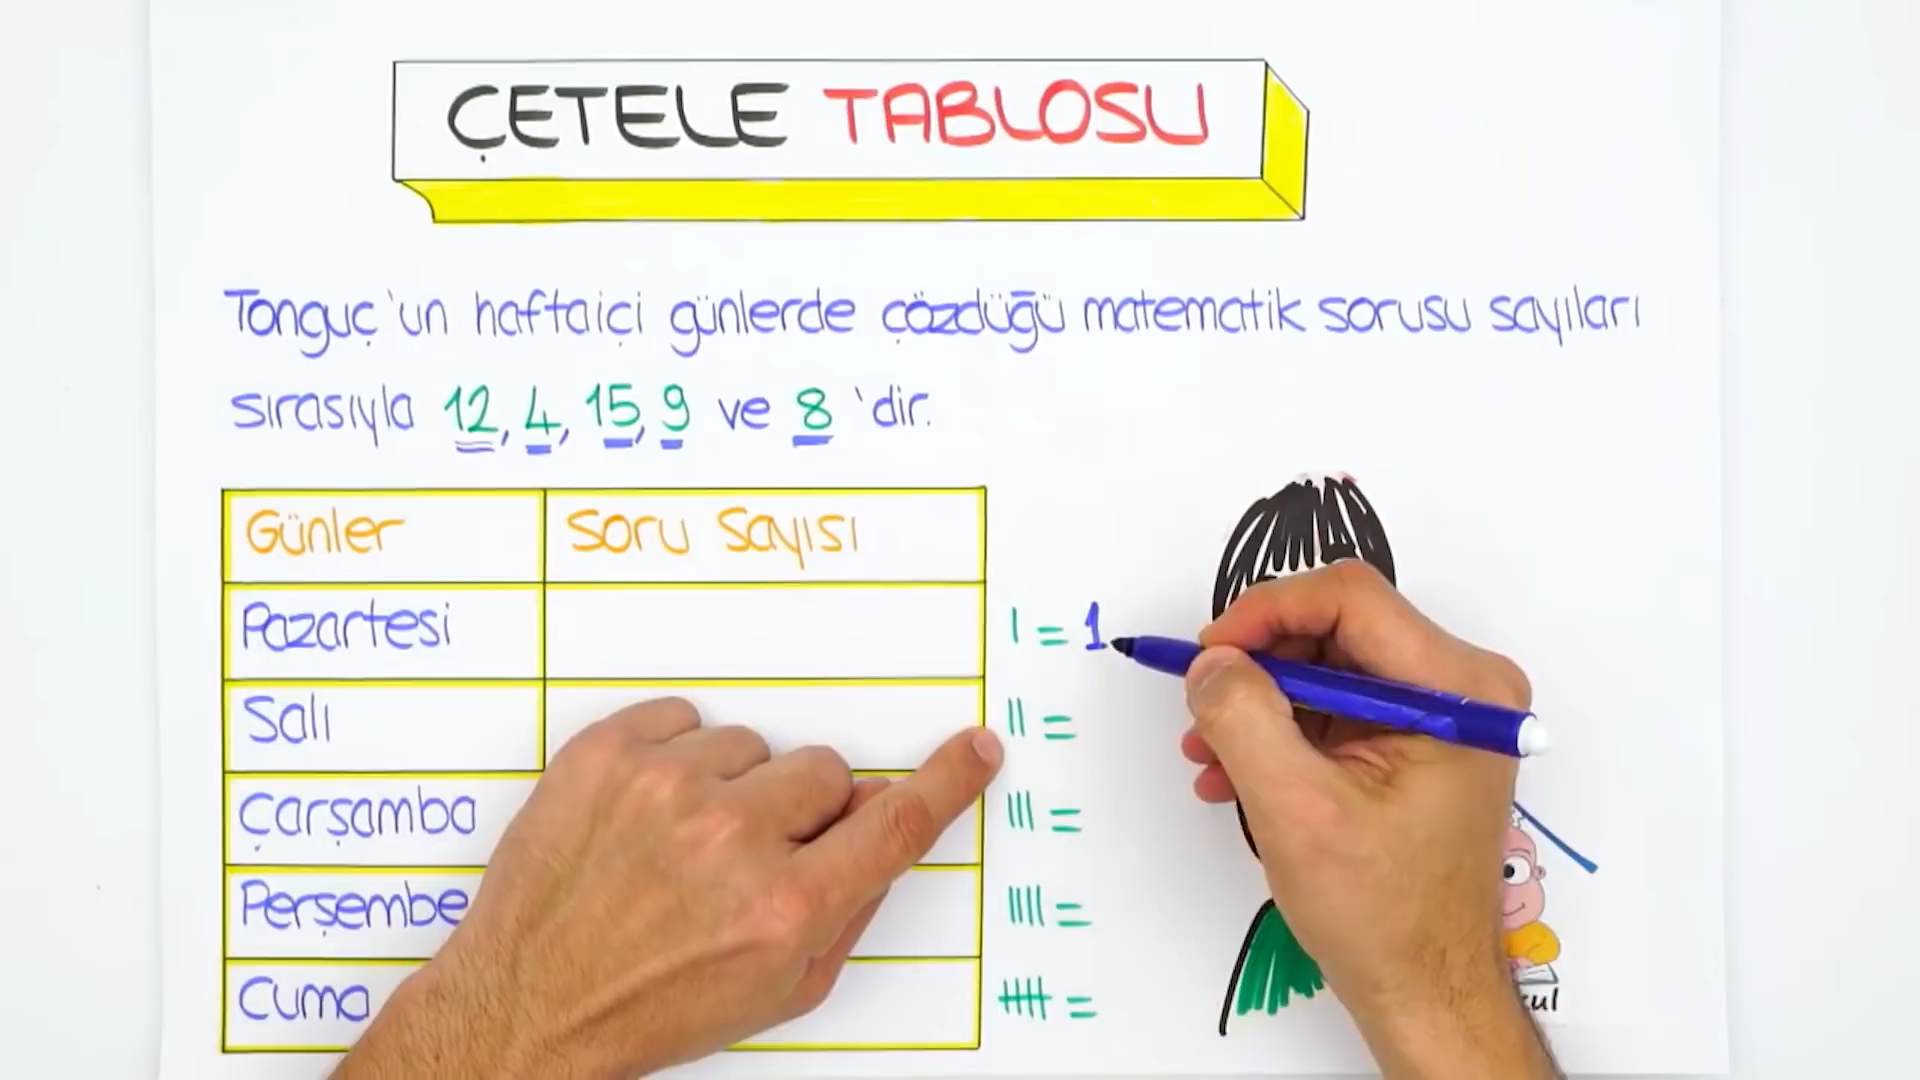 ÇETELE TABLOSU
Tonguç'un haftaiçi günlerde çözdüğü matematik sorusu sayıları
sırasıyla 12, 4, 15, 9 ve 8 'dir.
Günler Soru Sayısı
Pazartesi
| = 1
Salı
|| =
Çarşamba
||| =
Perşembe
|||| =
Cuma